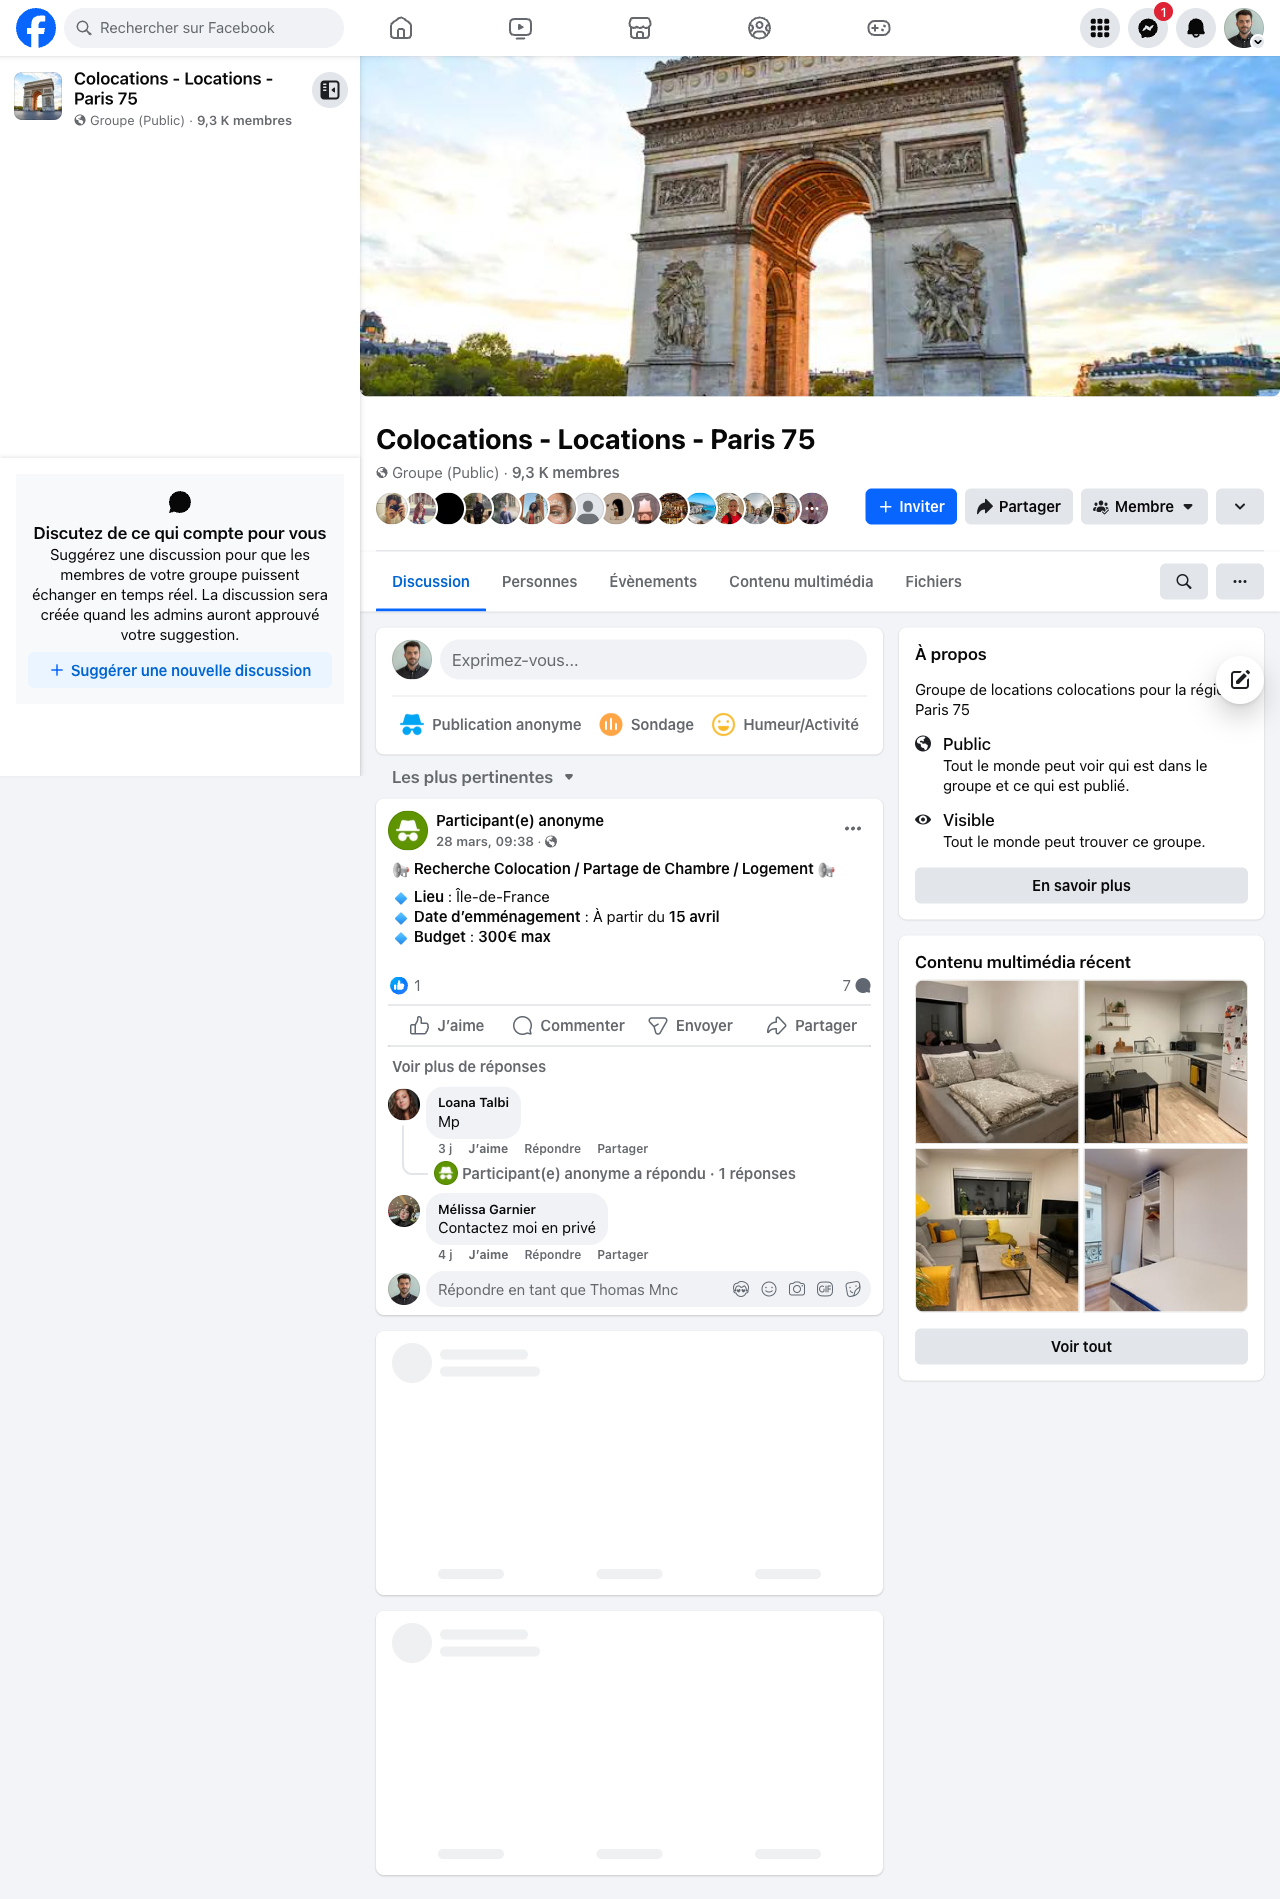 Rechercher sur Facebook
1
Colocations - Locations -
Paris 75
Groupe (Public) · 9,3 K membres
Discutez de ce qui compte pour vous
Suggérez une discussion pour que les
membres de votre groupe puissent
échanger en temps réel. La discussion sera
créée quand les admins auront approuvé
votre suggestion.
Suggérer une nouvelle discussion
Colocations - Locations - Paris 75
Groupe (Public) · 9,3 K membres
Inviter
Partager
Membre
Discussion
Personnes
Évènements
Contenu multimédia
Fichiers
Exprimez-vous...
Publication anonyme
Sondage
Humeur/Activité
Les plus pertinentes
Participant(e) anonyme
28 mars, 09:38 ·
Recherche Colocation / Partage de Chambre / Logement
Lieu : Île-de-France
Date d’emménagement : À partir du 15 avril
Budget : 300€ max
1
7
J’aime
Commenter
Envoyer
Partager
Voir plus de réponses
Loana Talbi
Mp
3 j J’aime Répondre Partager
Participant(e) anonyme a répondu · 1 réponses
Mélissa Garnier
Contactez moi en privé
4 j J’aime Répondre Partager
Répondre en tant que Thomas Mnc
GIF
À propos
Groupe de locations colocations pour la régi
Paris 75
Public
Tout le monde peut voir qui est dans le
groupe et ce qui est publié.
Visible
Tout le monde peut trouver ce groupe.
En savoir plus
Contenu multimédia récent
Voir tout